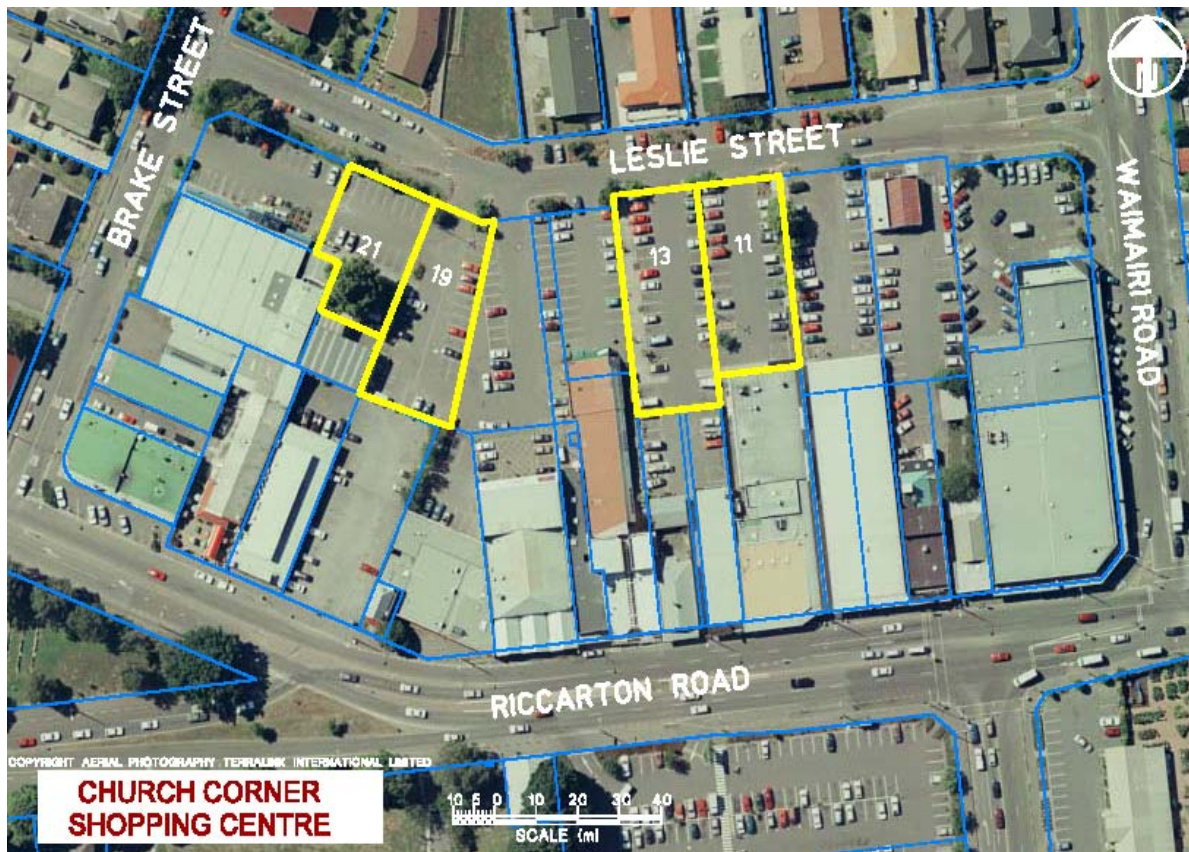 BRAKE STREET
LESLIE STREET
WAIMAIRI ROAD
N
21
19
13
11
RICCARTON ROAD
COPYRIGHT AERIAL PHOTOGRAPHY TERRALINK INTERNATIONAL LIMITED
CHURCH CORNER
SHOPPING CENTRE
10 5 0 10 20 30 40
SCALE (m)